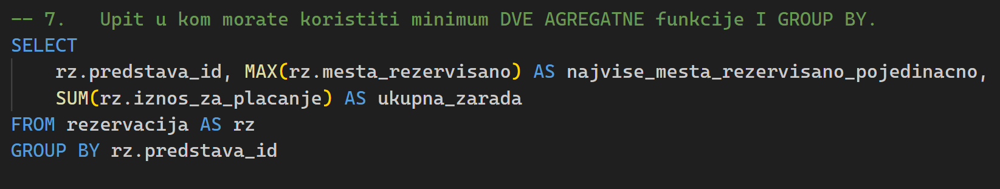 -- 7.   Upit u kom morate koristiti minimum DVE AGREGATNE funkcije I GROUP BY.
SELECT
    rz.predstava_id, MAX(rz.mesta_rezervisano) AS najvise_mesta_rezervisano_pojedinacno,
    SUM(rz.iznos_za_placanje) AS ukupna_zarada
FROM rezervacija AS rz
GROUP BY rz.predstava_id